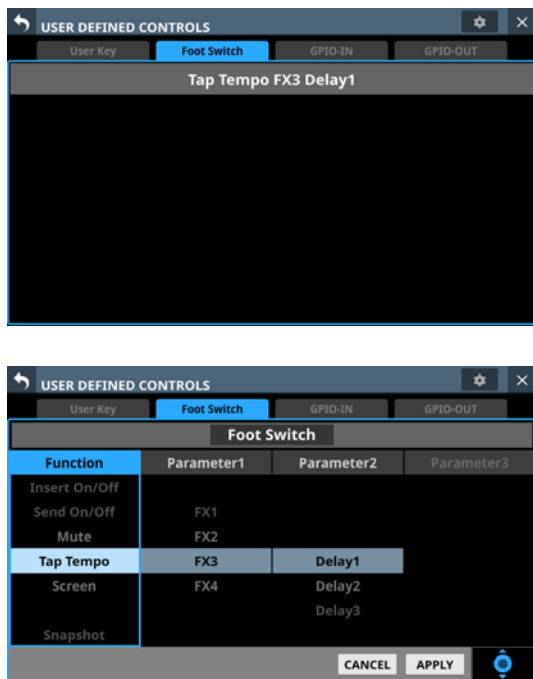 USER DEFINED CONTROLS
User Key Foot Switch GPIO-IN GPIO-OUT
Tap Tempo FX3 Delay1
USER DEFINED CONTROLS
User Key Foot Switch GPIO-IN GPIO-OUT
Foot Switch
Function Parameter1 Parameter2 Parameter3
Insert On/Off
Send On/Off FX1
Mute FX2
Tap Tempo FX3 Delay1
Screen FX4 Delay2
Delay3
Snapshot
CANCEL APPLY